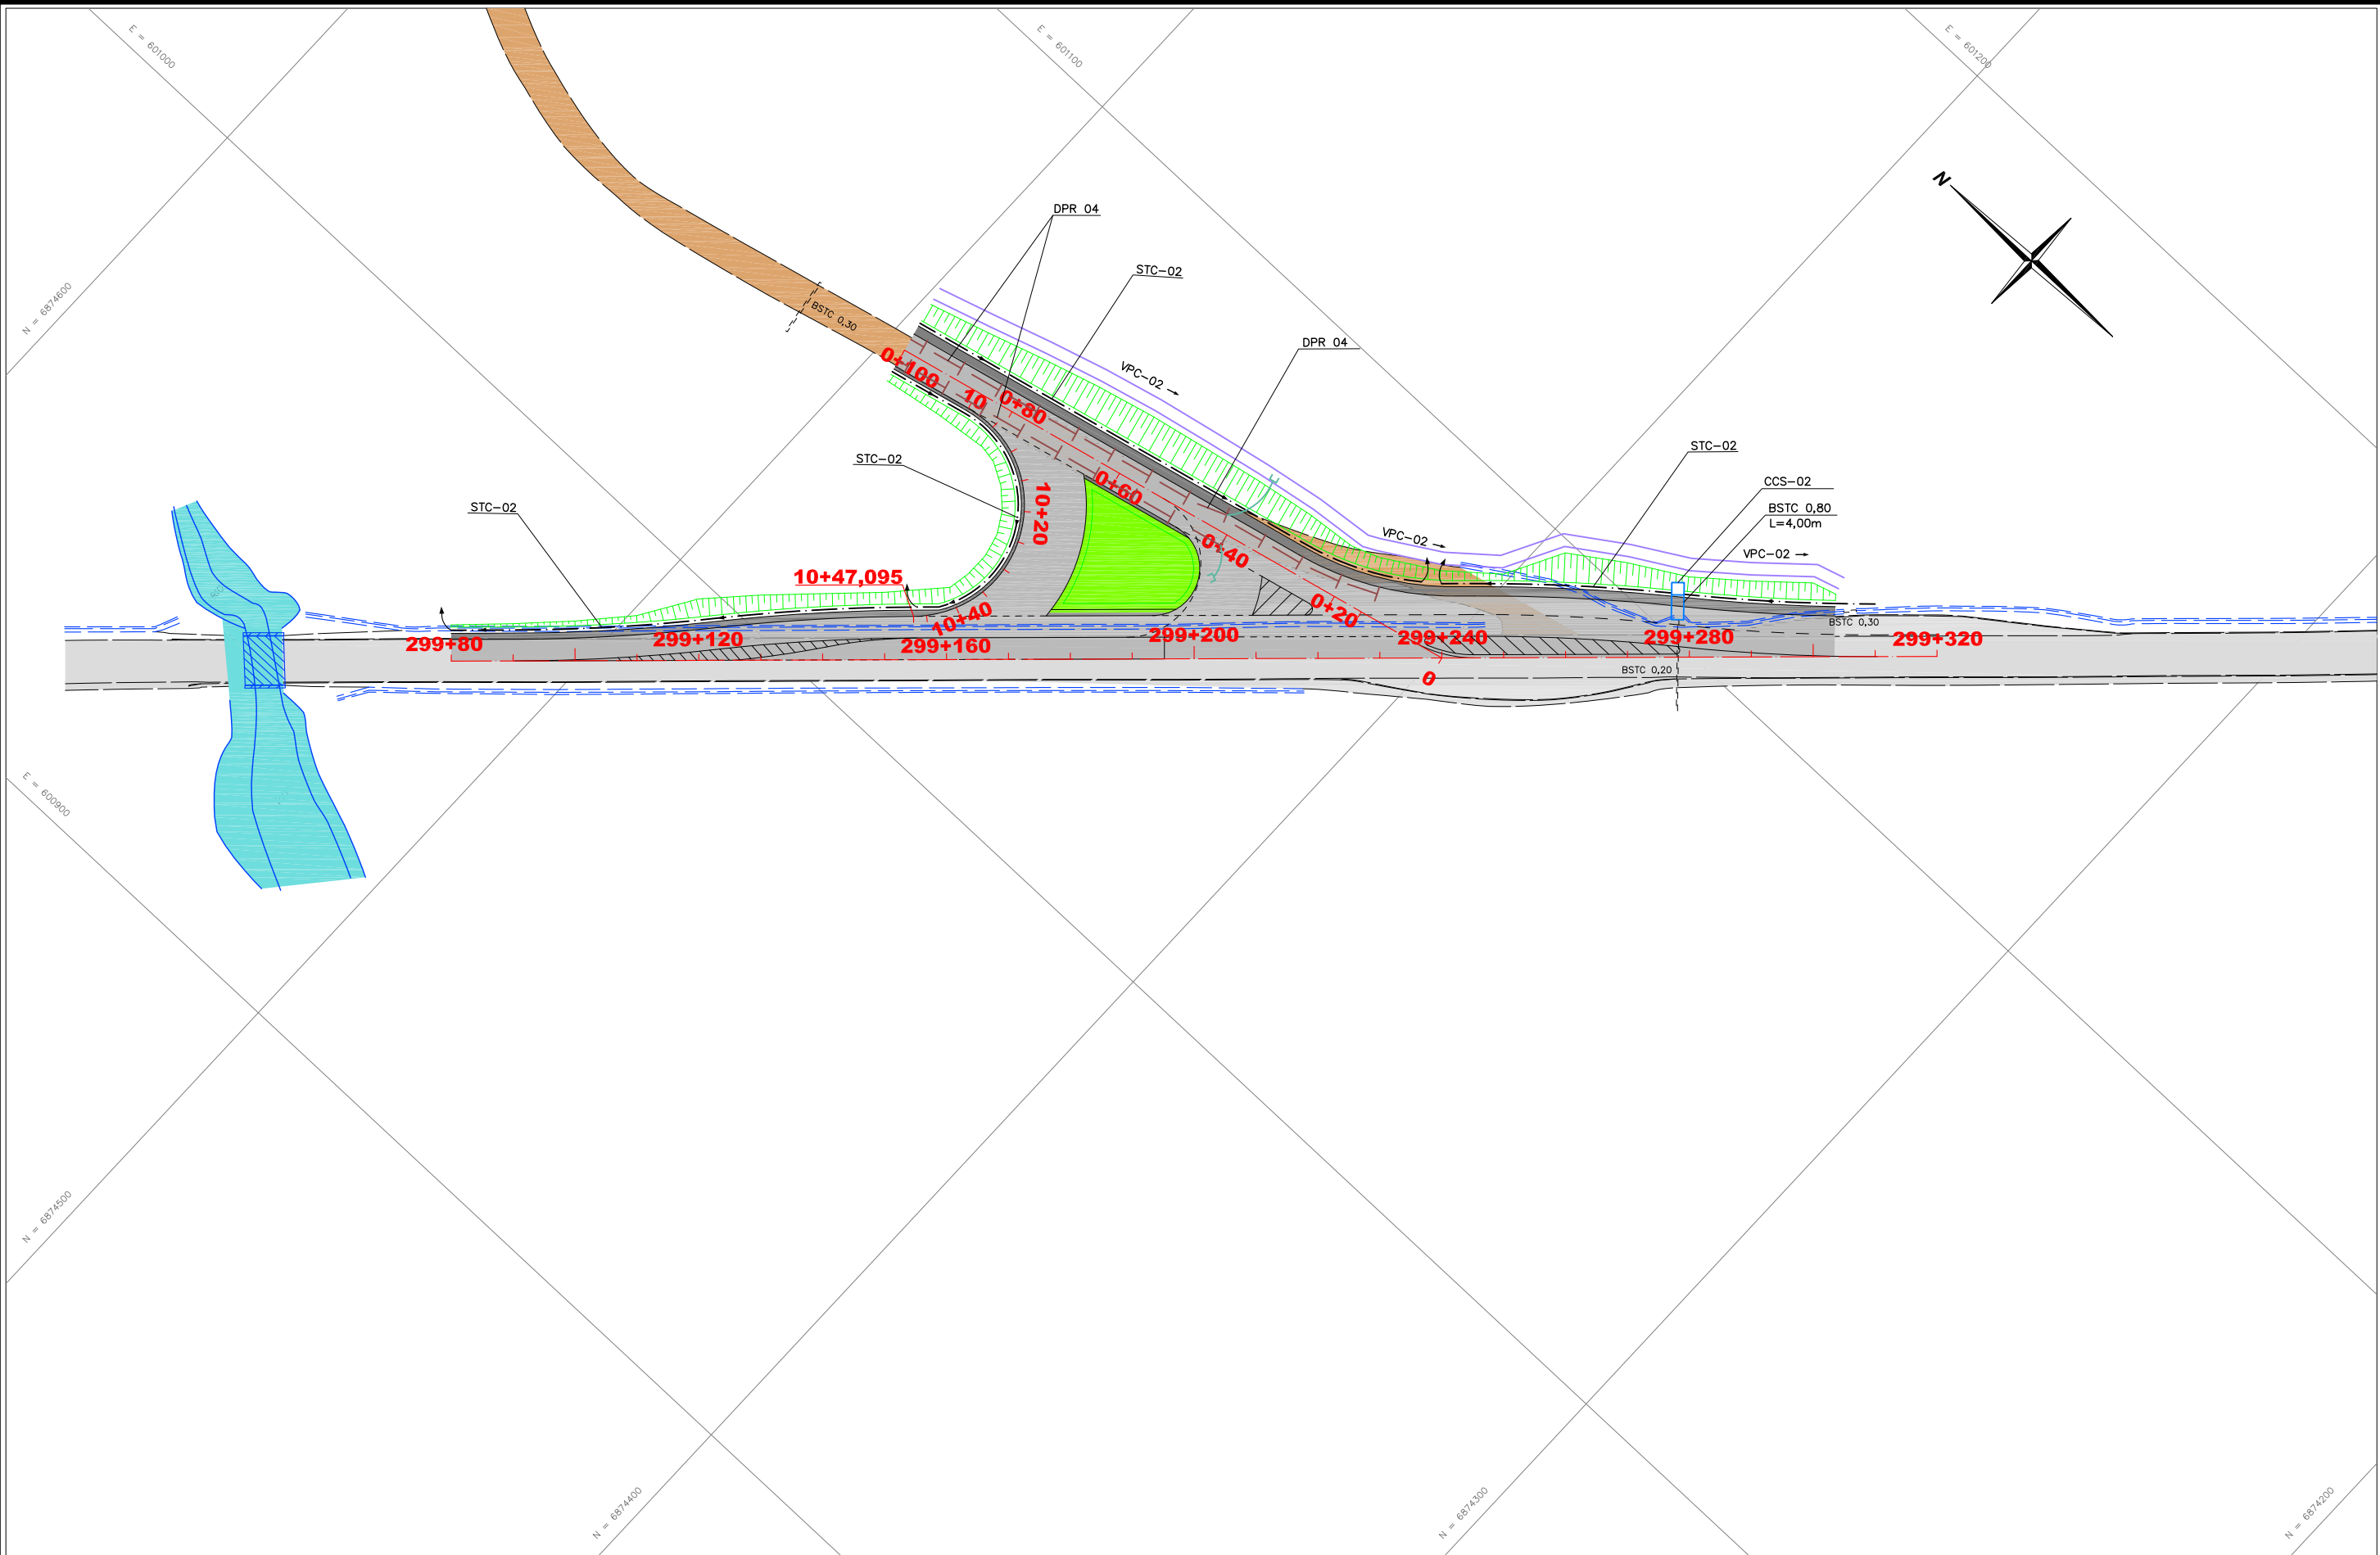 E = 601000
E = 601100
E = 601200
N
DPR 04
STC-02
N = 6874600
BSTC 0,30
DPR 04
VPC-02
0+100
10
0+80
STC-02
STC-02
CCS-02
0+60
10+20
STC-02
BSTC 0,80
L=4,00m
VPC-02
0+40
VPC-02
10+47,095
0+20
10+40
BSTC 0,30
299+80
299+120
299+160
299+200
299+240
299+280
299+320
BSTC 0,20
0
E = 600900
N = 6874500
N = 6874400
N = 6874300
N = 6874200